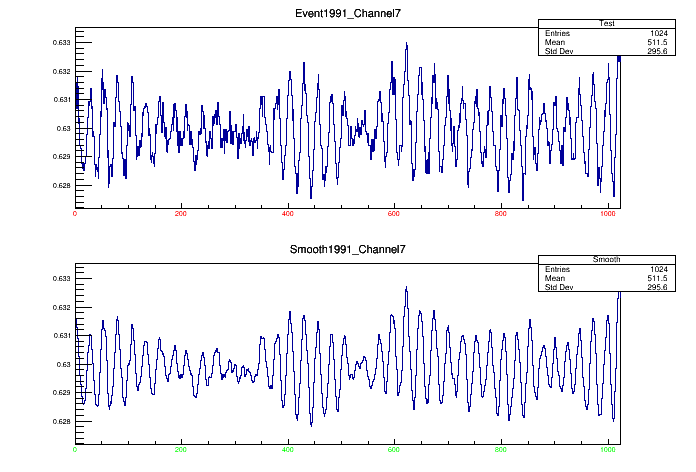 Event1991_Channel7
Test
Entries 1024
Mean 511.5
Std Dev 295.6
0.633
0.632
0.631
0.63
0.629
0.628
0 200 400 600 800 1000
Smooth1991_Channel7
Smooth
Entries 1024
Mean 511.5
Std Dev 295.6
0.633
0.632
0.631
0.63
0.629
0.628
0 200 400 600 800 1000